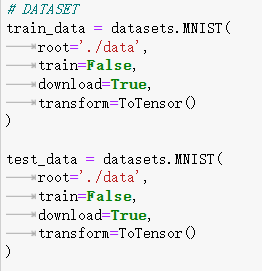 # DATASET
train_data = datasets.MNIST(
root='./data',
train=False,
download=True,
transform=ToTensor()
)
test_data = datasets.MNIST(
root='./data',
train=False,
download=True,
transform=ToTensor()
)